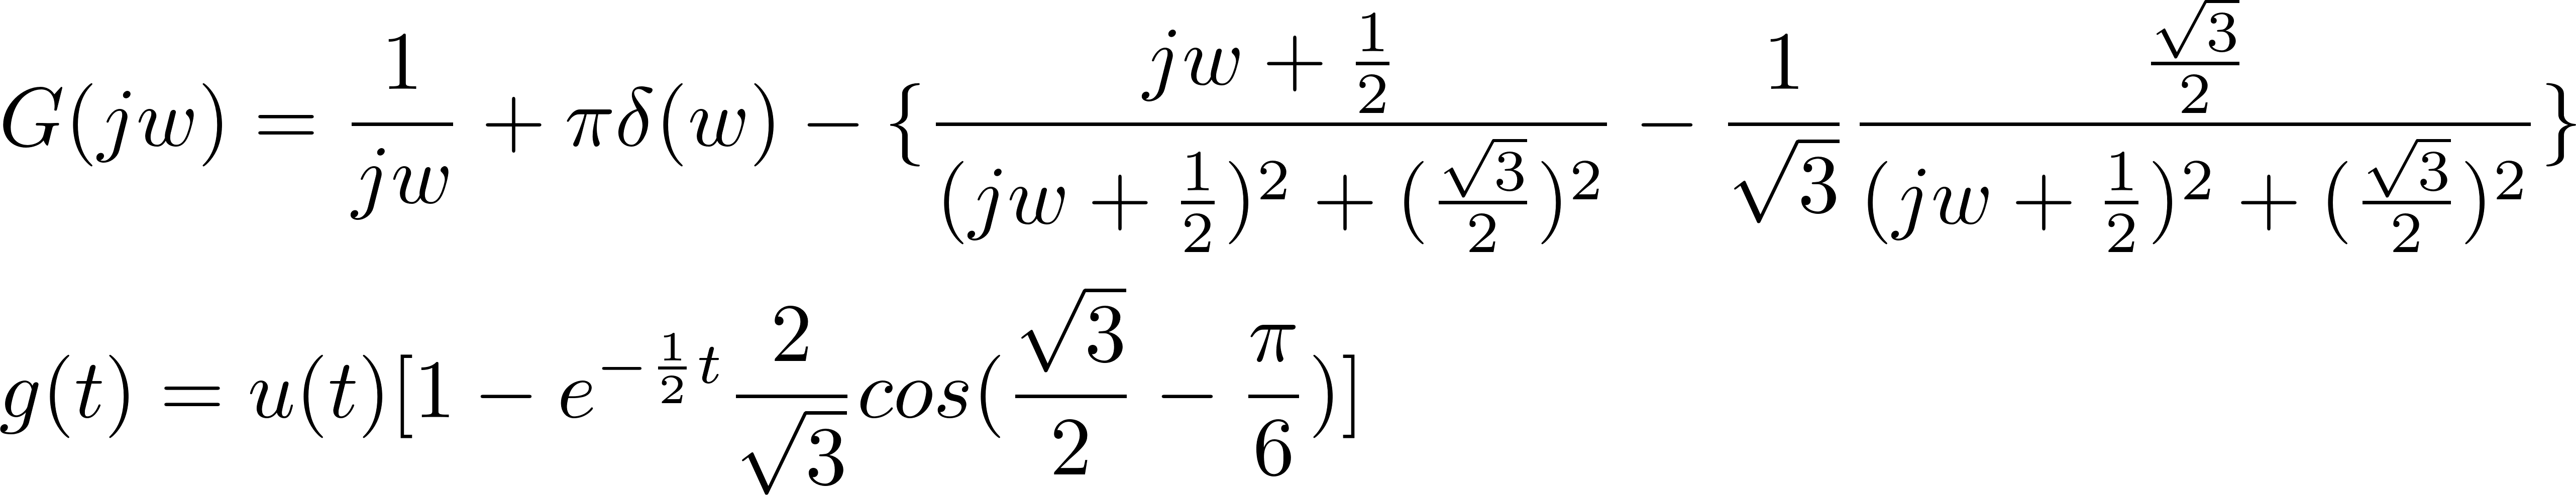 G(jw) = \frac{1}{jw} + \pi\delta(w) - \{\frac{jw + \frac{1}{2}}{(jw + \frac{1}{2})^2 + (\frac{\sqrt{3}}{2})^2} - \frac{1}{\sqrt{3}} \frac{\frac{\sqrt{3}}{2}}{(jw + \frac{1}{2})^2 + (\frac{\sqrt{3}}{2})^2}\}
g(t) = u(t)[1 - e^{-\frac{1}{2}t} \frac{2}{\sqrt{3}} cos(\frac{\sqrt{3}}{2} - \frac{\pi}{6})]